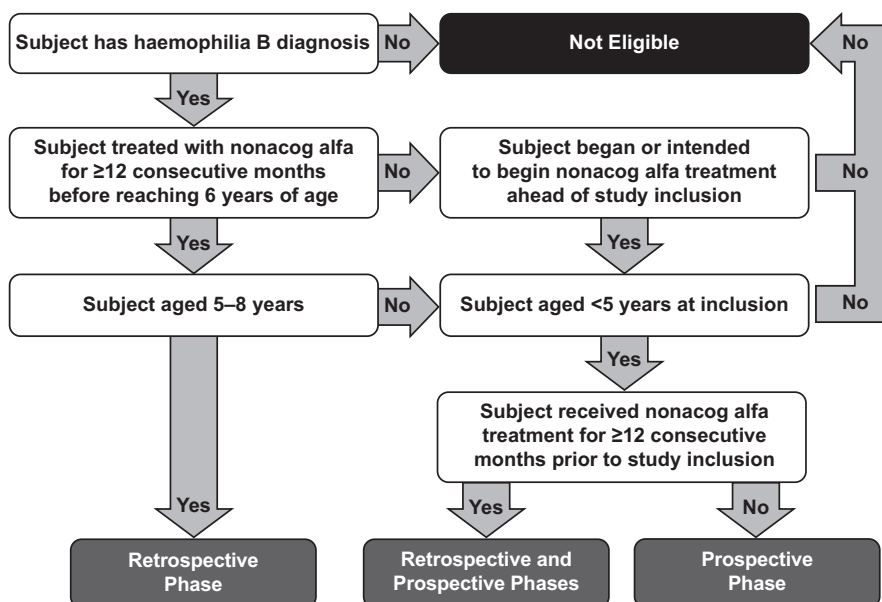 Subject has haemophilia B diagnosis
No
Not Eligible
No
Yes
Subject treated with nonacog alfa
for ≥12 consecutive months
before reaching 6 years of age
No
Subject began or intended
to begin nonacog alfa treatment
ahead of study inclusion
No
Yes
Yes
Subject aged 5–8 years
No
Subject aged <5 years at inclusion
No
Yes
Subject received nonacog alfa
treatment for ≥12 consecutive
months prior to study inclusion
Yes
Yes
No
Retrospective
Phase
Retrospective and
Prospective Phases
Prospective
Phase